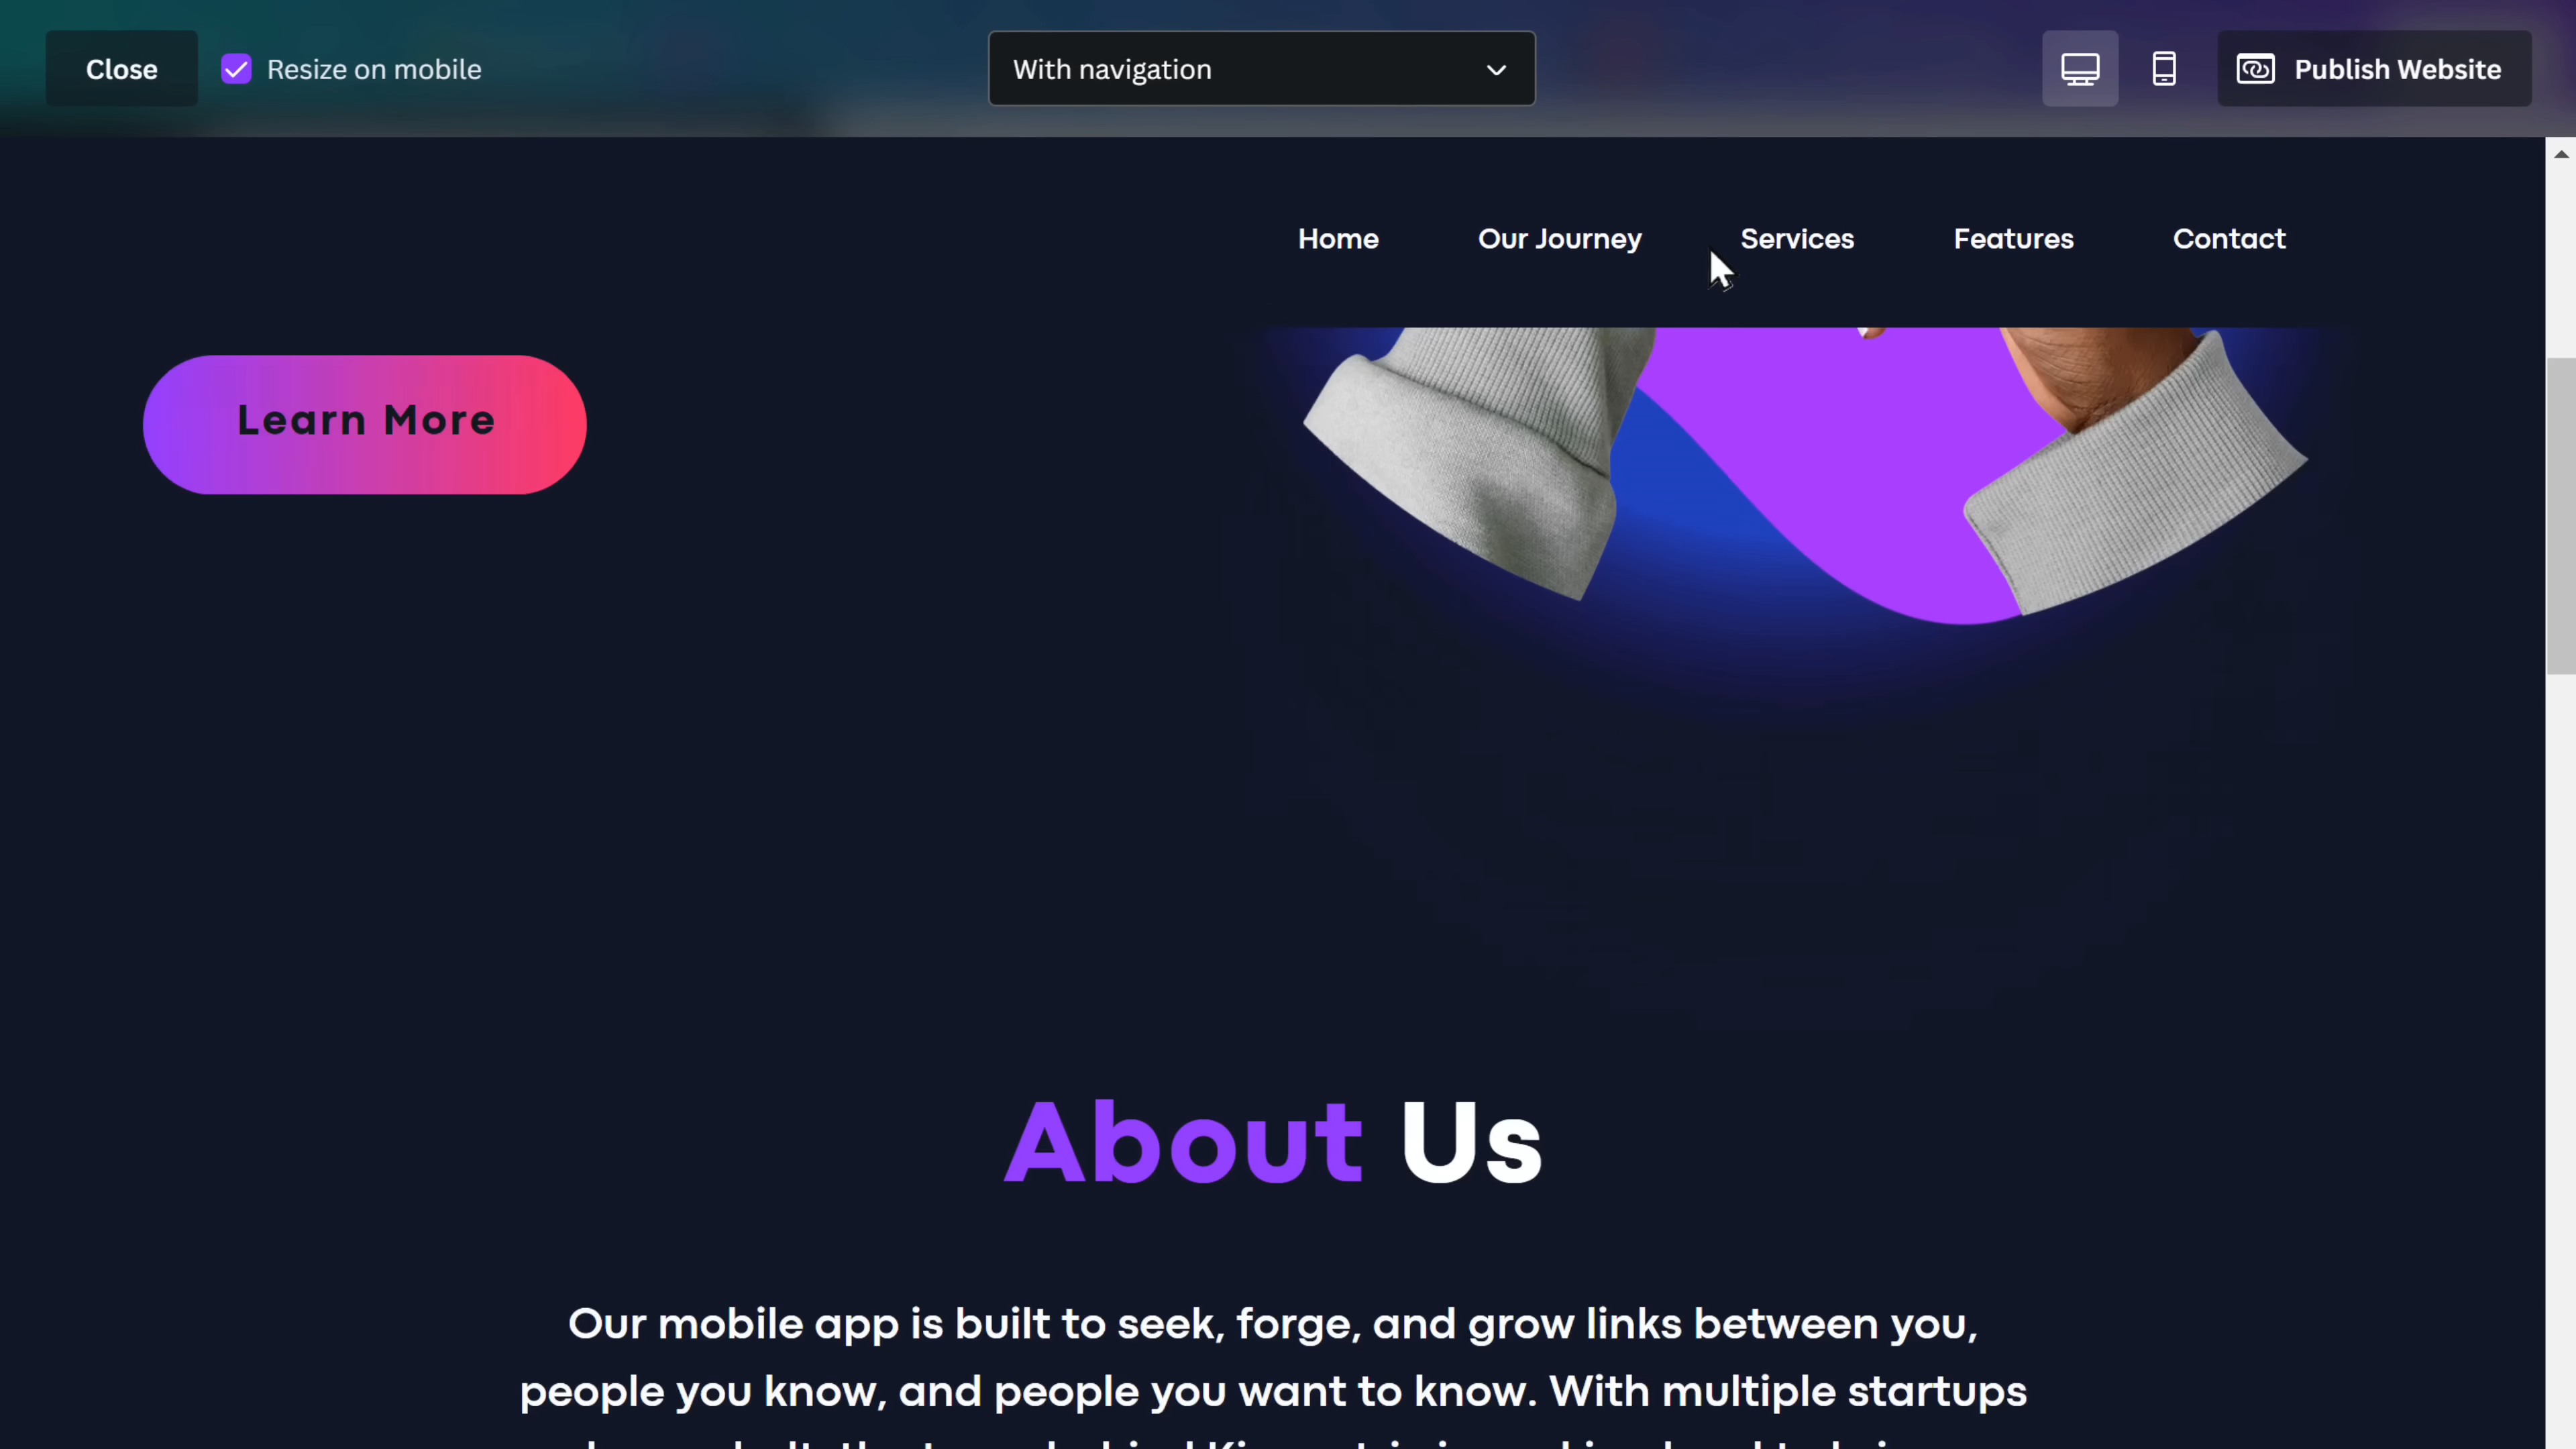 Close
Resize on mobile
With navigation
Publish Website
Home
Our Journey
Services
Features
Contact
Learn More
About Us
Our mobile app is built to seek, forge, and grow links between you,
people you know, and people you want to know. With multiple startups